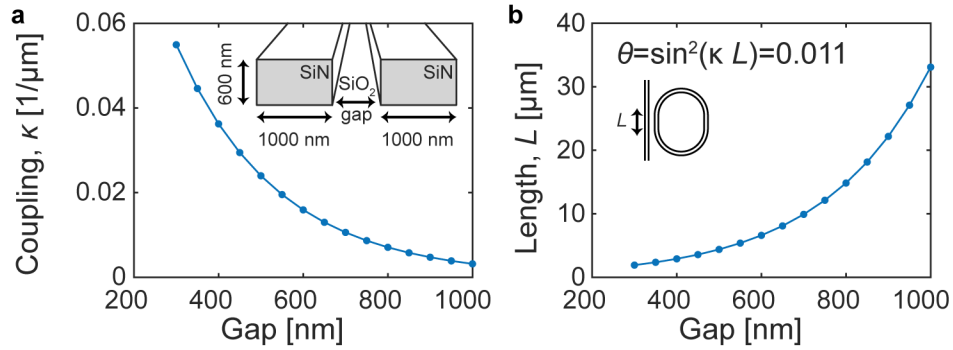 a
Coupling, κ [1/µm]
0.06
0.04
0.02
0
200
400
600
800
1000
Gap [nm]
600 nm
SiN
SiO2
gap
SiN
1000 nm
1000 nm
b
Length, L [µm]
40
30
20
10
0
200
400
600
800
1000
Gap [nm]
θ=sin²(κ L)=0.011
L